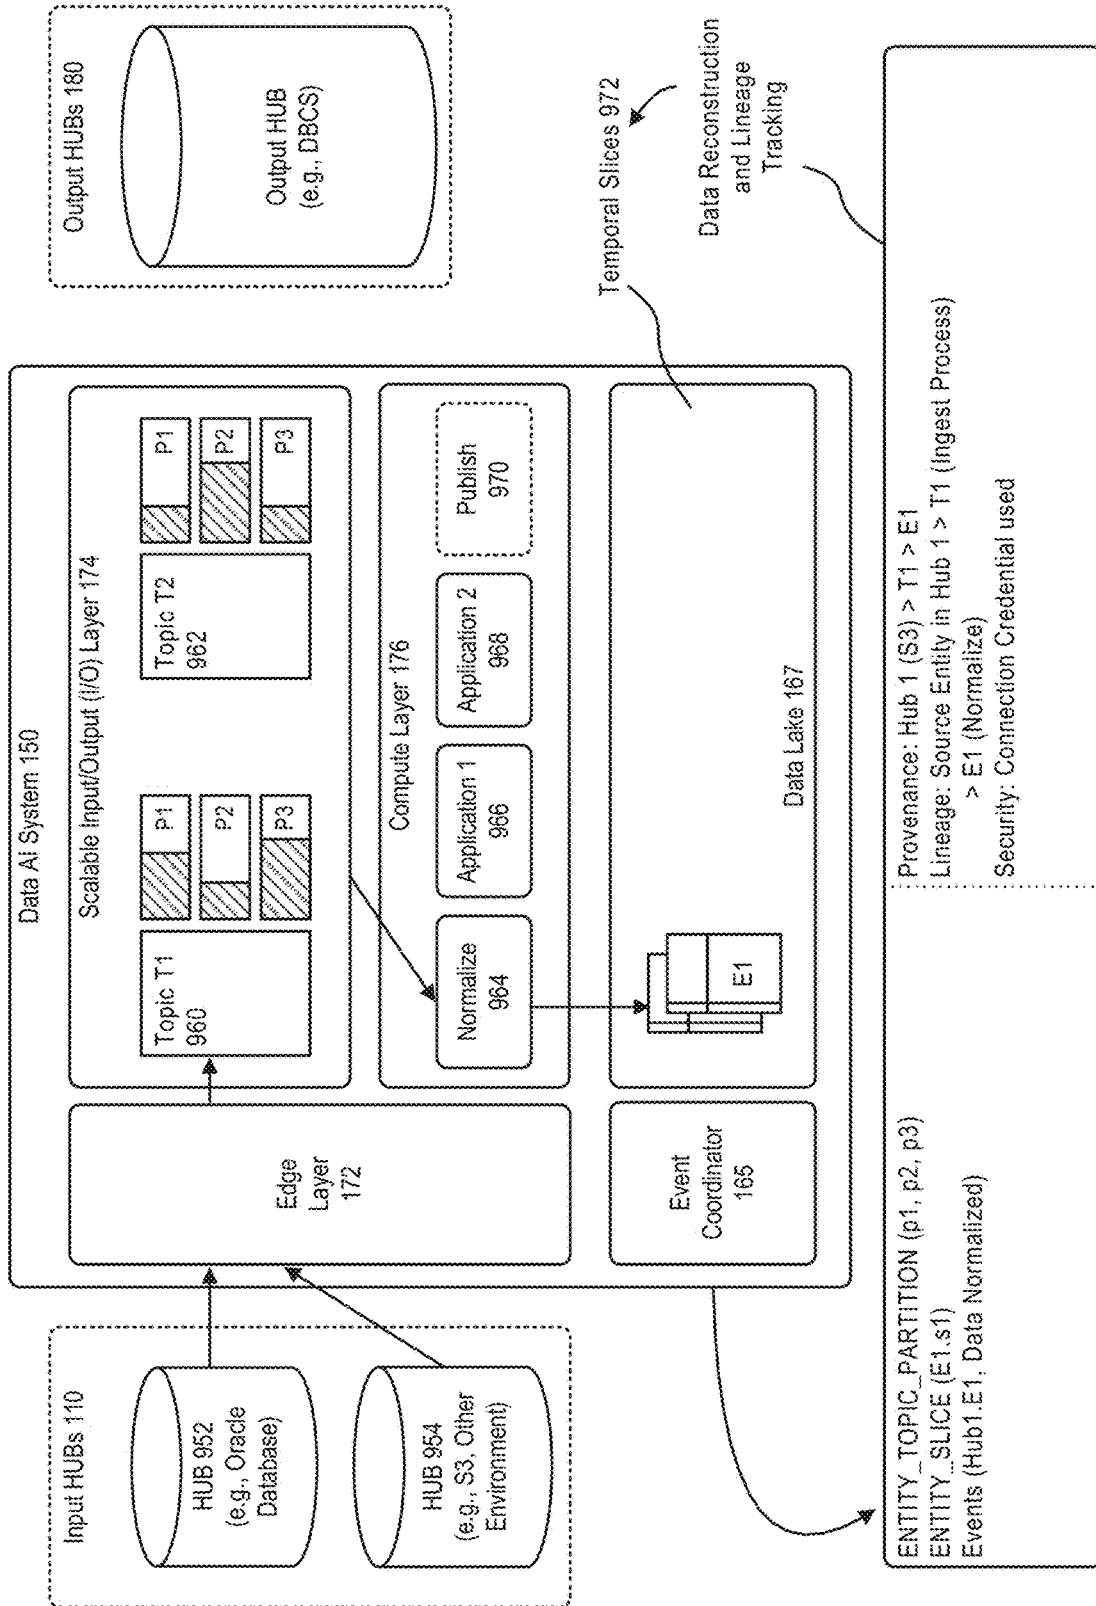 Input HUBs 110
HUB 952
(e.g., Oracle
Database)
HUB 954
(e.g., S3, Other
Environment)
Data AI System 150
Edge
Layer
172
Scalable Input/Output (I/O) Layer 174
Topic T1
960
P1
P2
P3
Topic T2
962
P1
P2
P3
Compute Layer 176
Normalize
964
Application 1
966
Application 2
968
Publish
970
Event
Coordinator
165
E1
Data Lake 167
Output HUBs 180
Output HUB
(e.g., DBCS)
Temporal Slices 972
Data Reconstruction
and Lineage
Tracking
ENTITY_TOPIC_PARTITION (p1, p2, p3)
ENTITY_SLICE (E1.s1)
Events (Hub1.E1, Data Normalized)
Provenance: Hub 1 (S3) > T1 > E1
Lineage: Source Entity in Hub 1 > T1 (Ingest Process)
> E1 (Normalize)
Security: Connection Credential used